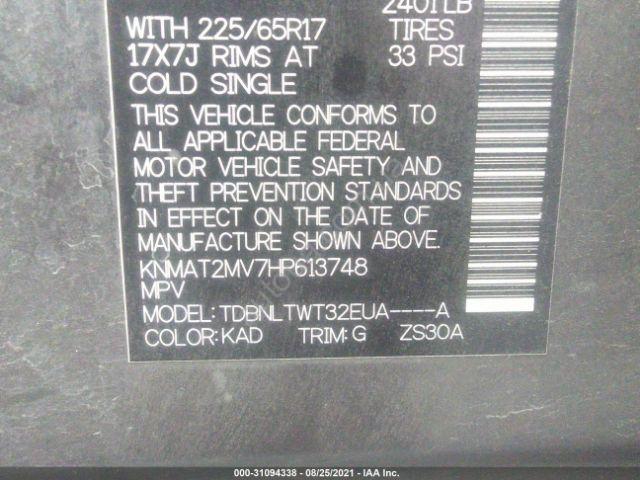 2401LB
WITH 225/65R17 TIRES
17X7J RIMS AT 33 PSI
COLD SINGLE
THIS VEHICLE CONFORMS TO
ALL APPLICABLE FEDERAL
MOTOR VEHICLE SAFETY AND
THEFT PREVENTION STANDARDS
IN EFFECT ON THE DATE OF
MANUFACTURE SHOWN ABOVE.
KNMAT2MV7HP613748
MPV
MODEL:TDBNLTWT32EUA----A
COLOR:KAD TRIM:G ZS30A
000-31094338 - 08/25/2021 - IAA Inc.